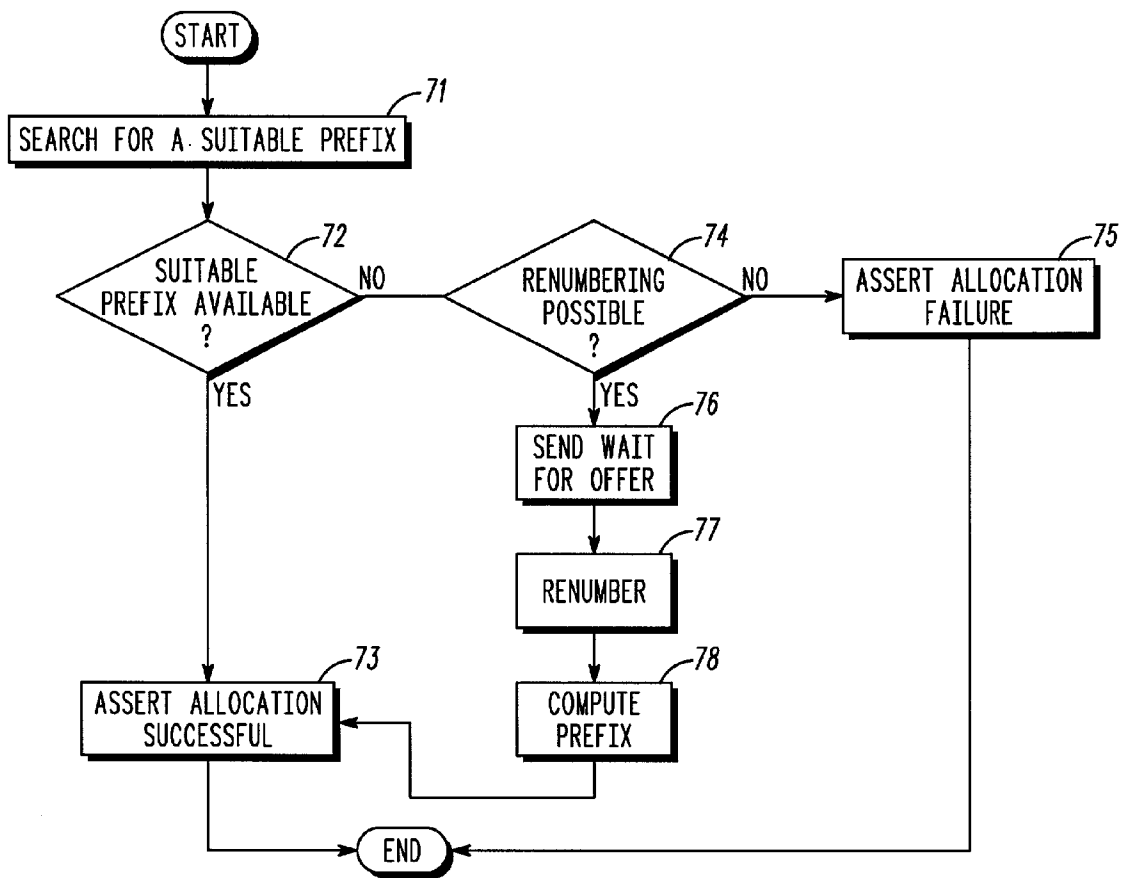 START
71
SEARCH FOR A SUITABLE PREFIX
72
SUITABLE
PREFIX AVAILABLE
?
NO
YES
74
RENUMBERING
POSSIBLE
?
NO
YES
75
ASSERT ALLOCATION
FAILURE
76
SEND WAIT
FOR OFFER
77
RENUMBER
78
COMPUTE
PREFIX
73
ASSERT ALLOCATION
SUCCESSFUL
END